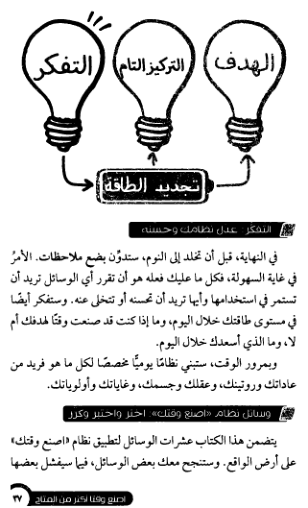 الهدف
التركيز التام
التفكر
تجديد الطاقة
التفكر: عدل نظامك وحسنه
في النهاية، قبل أن تخلد إلى النوم، ستدوِّن بضع ملاحظات. الأمرُ
في غاية السهولة، فكل ما عليك فعله هو أن تقرر أي الوسائل تريد أن
تستمر في استخدامها وأيها تريد أن تحسنه أو تتخلى عنه. وستفكر أيضًا
في مستوى طاقتك خلال اليوم، وما إذا كنت قد صنعت وقتًا لهدفك أم
لا، وما الذي أسعدك خلال اليوم.
وبمرور الوقت، ستبني نظامًا يوميًّا مخصصًا لكل ما هو فريد من
عاداتك وروتينك، وعقلك وجسمك، وغاياتك وأولوياتك.
وسائل نظام «اصنع وقتك»: اختر واختبر وكرر
يتضمن هذا الكتاب عشرات الوسائل لتطبيق نظام «اصنع وقتك»
على أرض الواقع. وستنجح معك بعض الوسائل، فيما سيفشل بعضها
اصنع وقتا أكثر من المتاح
٣٧